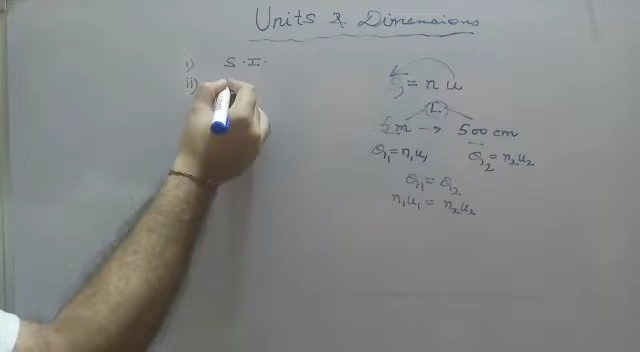 Units & Dimensions
i) S.I.
ii)
Q = n u
L
5m → 500 cm
Q₁ = n₁u₁
Q₂ = n₂u₂
Q₁ = Q₂
n₁u₁ = n₂u₂